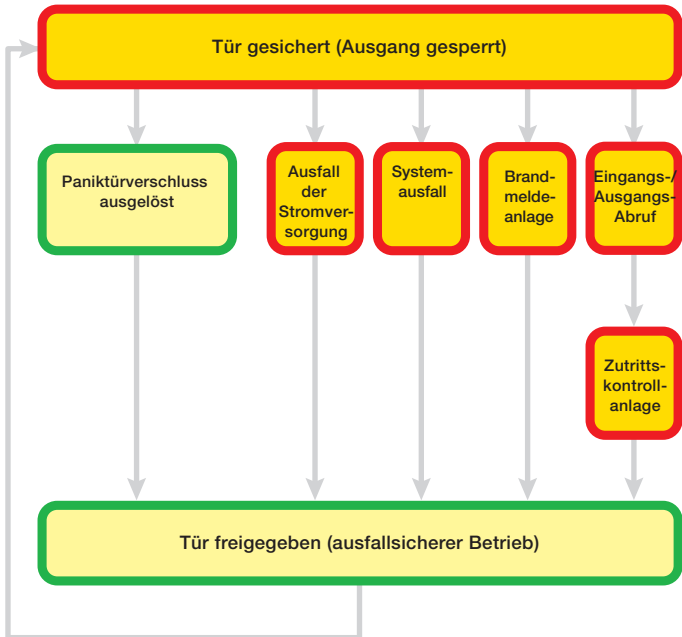 Tür gesichert (Ausgang gesperrt)
Paniktürverschluss
ausgelöst
Ausfall
der
Stromver-
sorgung
System-
ausfall
Brand-
melde-
anlage
Eingangs-/
Ausgangs-
Abruf
Zutritts-
kontroll-
anlage
Tür freigegeben (ausfallsicherer Betrieb)